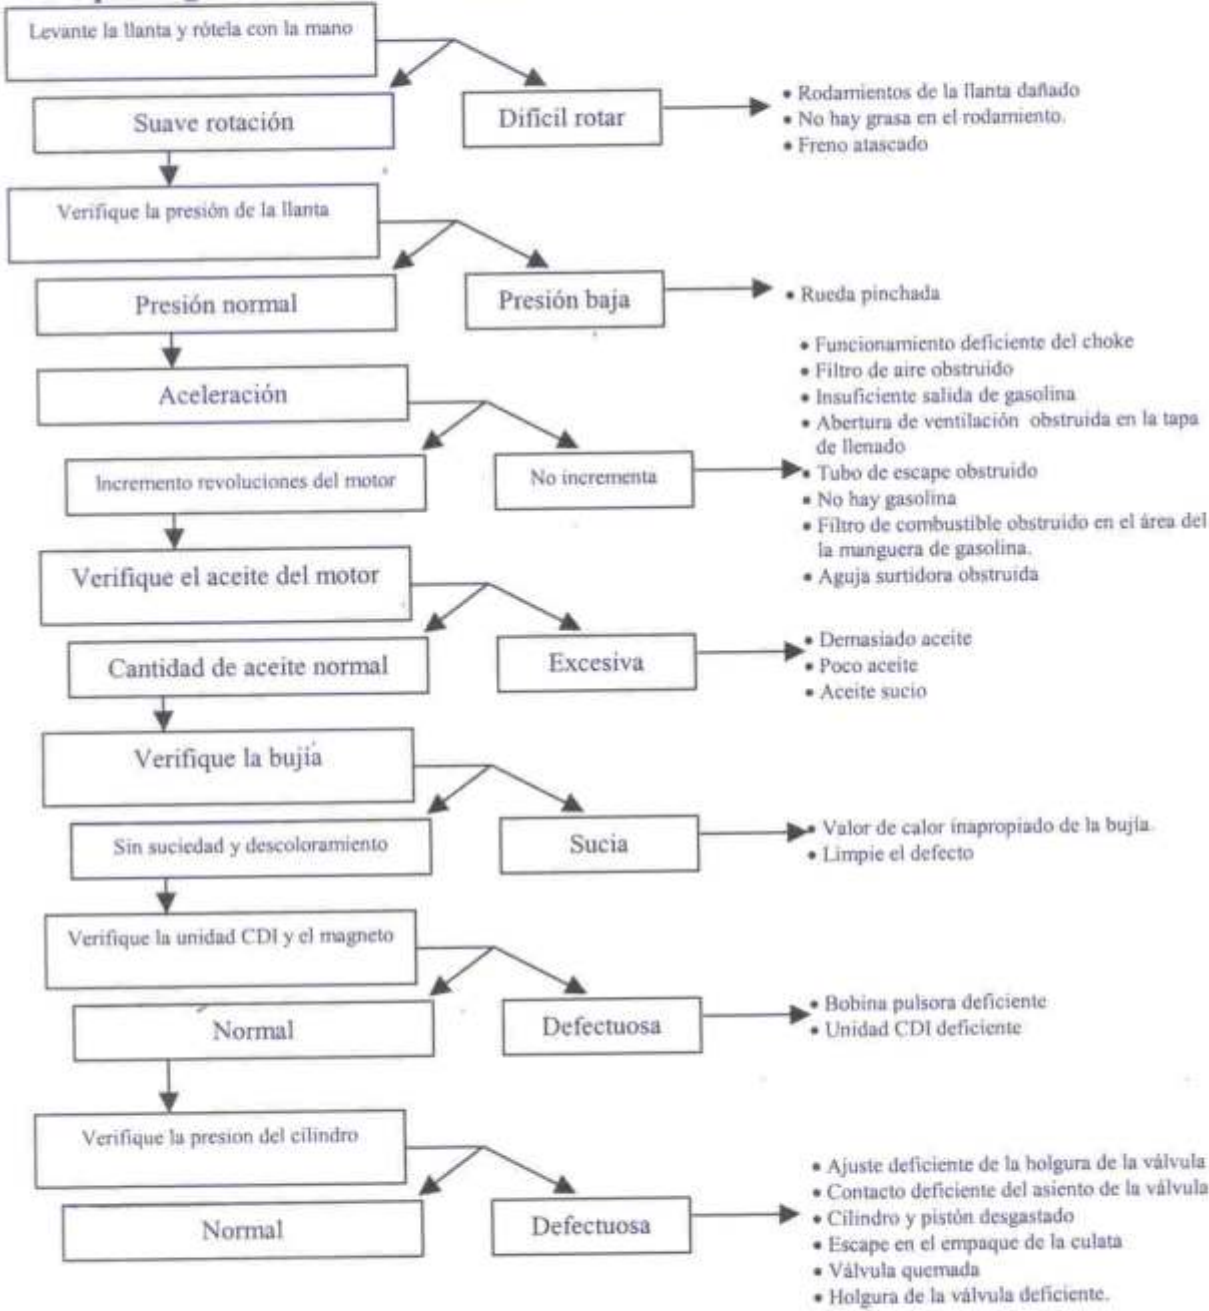 Levante la llanta y rótela con la mano
Suave rotación
Difícil rotar
• Rodamientos de la llanta dañado
• No hay grasa en el rodamiento.
• Freno atascado
Verifique la presión de la llanta
Presión normal
Presión baja
• Rueda pinchada
Aceleración
Incremento revoluciones del motor
No incrementa
• Funcionamiento deficiente del choke
• Filtro de aire obstruido
• Insuficiente salida de gasolina
• Abertura de ventilación obstruida en la tapa
de llenado
• Tubo de escape obstruido
• No hay gasolina
• Filtro de combustible obstruido en el área del
la manguera de gasolina.
• Aguja surtidora obstruida
Verifique el aceite del motor
Cantidad de aceite normal
Excesiva
• Demasiado aceite
• Poco aceite
• Aceite sucio
Verifique la bujía
Sin suciedad y descoloramiento
Sucia
• Valor de calor inapropiado de la bujía.
• Limpie el defecto
Verifique la unidad CDI y el magneto
Normal
Defectuosa
• Bobina pulsora deficiente
• Unidad CDI deficiente
Verifique la presion del cilindro
Normal
Defectuosa
• Ajuste deficiente de la holgura de la válvula
• Contacto deficiente del asiento de la válvula
• Cilindro y pistón desgastado
• Escape en el empaque de la culata
• Válvula quemada
• Holgura de la válvula deficiente.